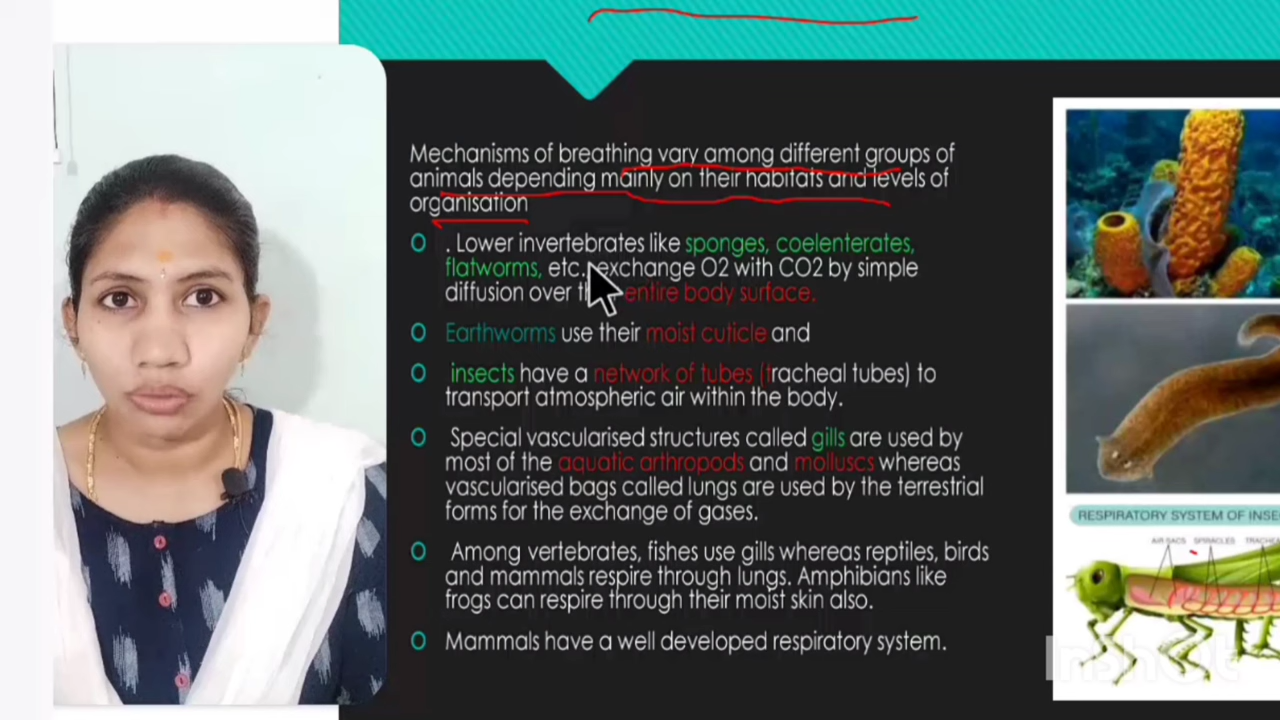 Mechanisms of breathing vary among different groups of
animals depending mainly on their habitats and levels of
organisation
. Lower invertebrates like sponges, coelenterates,
flatworms, etc., exchange O2 with CO2 by simple
diffusion over entire body surface.
Earthworms use their moist cuticle and
insects have a network of tubes (tracheal tubes) to
transport atmospheric air within the body.
Special vascularised structures called gills are used by
most of the aquatic arthropods and molluscs whereas
vascularised bags called lungs are used by the terrestrial
forms for the exchange of gases.
Among vertebrates, fishes use gills whereas reptiles, birds
and mammals respire through lungs. Amphibians like
frogs can respire through their moist skin also.
Mammals have a well developed respiratory system.
RESPIRATORY SYSTEM OF INSE
AIR SACS SPIRACLES TRACHEA
InShOt